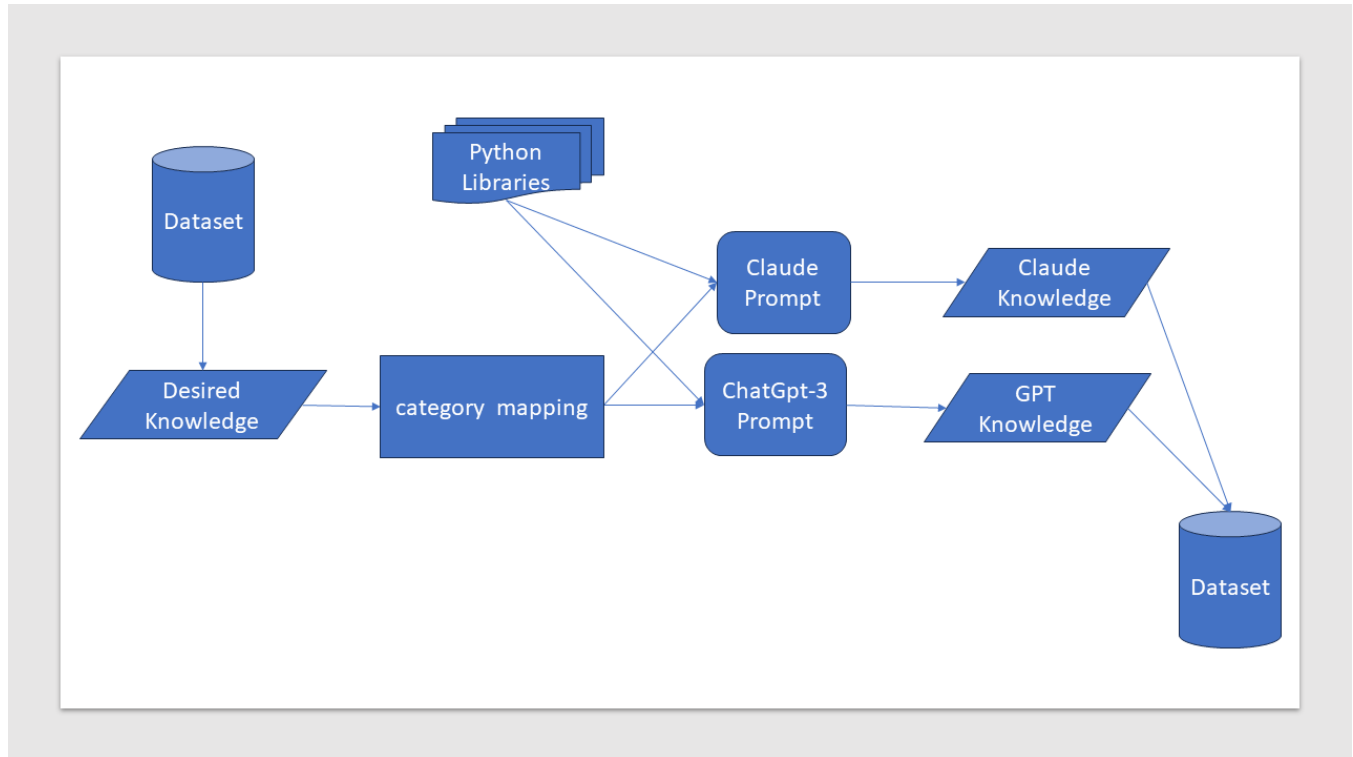 Python
Libraries
Dataset
Claude
Prompt
Claude
Knowledge
Desired
Knowledge
category mapping
ChatGpt-3
Prompt
GPT
Knowledge
Dataset